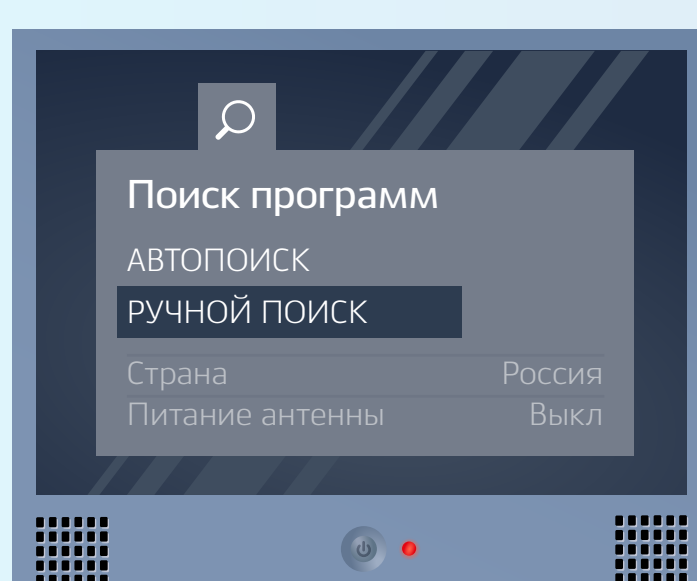 Поиск программ
АВТОПОИСК
РУЧНОЙ ПОИСК
Страна Россия
Питание антенны Выкл